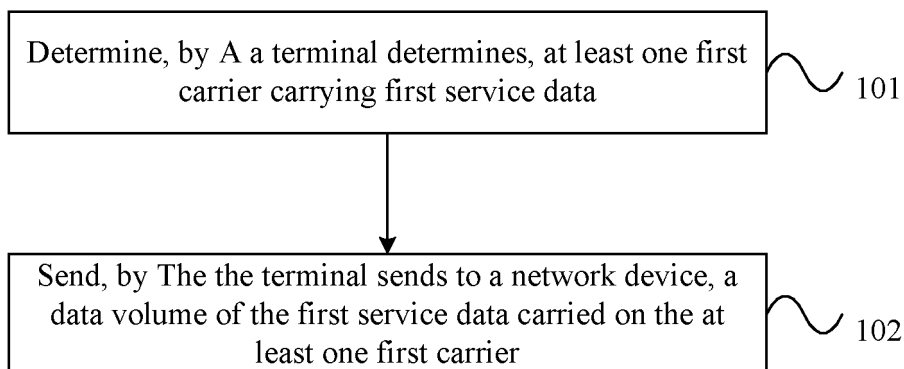 Determine, by A a terminal determines, at least one first
carrier carrying first service data
101
Send, by The the terminal sends to a network device, a
data volume of the first service data carried on the at
least one first carrier
102